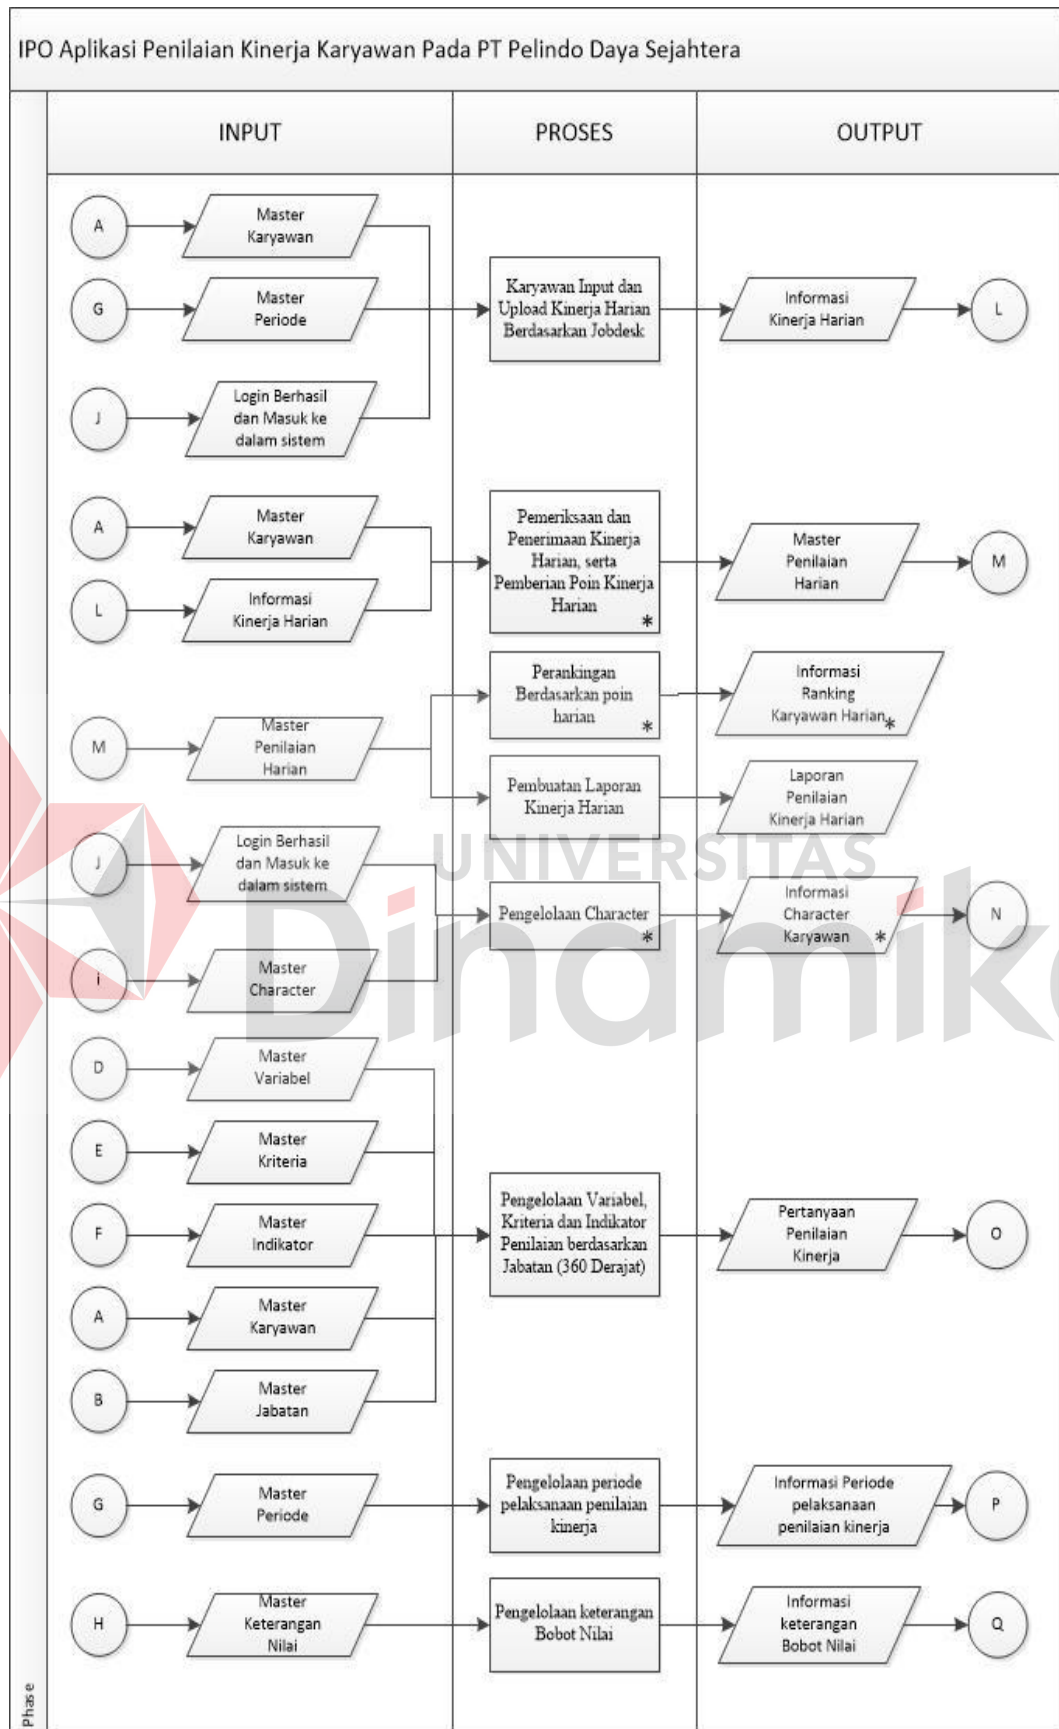 IPO Aplikasi Penilaian Kinerja Karyawan Pada PT Pelindo Daya Sejahtera
INPUT
PROSES
OUTPUT
A
Master
Karyawan
G
Master
Periode
J
Login Berhasil
dan Masuk ke
dalam sistem
Karyawan Input dan
Upload Kinerja Harian
Berdasarkan Jobdesk
Informasi
Kinerja Harian
L
A
Master
Karyawan
L
Informasi
Kinerja Harian
Pemeriksaan dan
Penerimaan Kinerja
Harian, serta
Pemberian Poin Kinerja
Harian
*
Master
Penilaian
Harian
M
M
Master
Penilaian
Harian
Perankingan
Berdasarkan poin
harian
*
Informasi
Ranking
Karyawan Harian*
Pembuatan Laporan
Kinerja Harian
Laporan
Penilaian
Kinerja Harian
J
Login Berhasil
dan Masuk ke
dalam sistem
i
Master
Character
Pengelolaan Character
*
Informasi
Character
Karyawan *
N
UNIVERSITAS
Dinamika
D
Master
Variabel
E
Master
Kriteria
F
Master
Indikator
A
Master
Karyawan
B
Master
Jabatan
Pengelolaan Variabel,
Kriteria dan Indikator
Penilaian berdasarkan
Jabatan (360 Derajat)
Pertanyaan
Penilaian
Kinerja
O
G
Master
Periode
Pengelolaan periode
pelaksanaan penilaian
kinerja
Informasi Periode
pelaksanaan
penilaian kinerja
P
H
Master
Keterangan
Nilai
Pengelolaan keterangan
Bobot Nilai
Informasi
keterangan
Bobot Nilai
Q
Phase